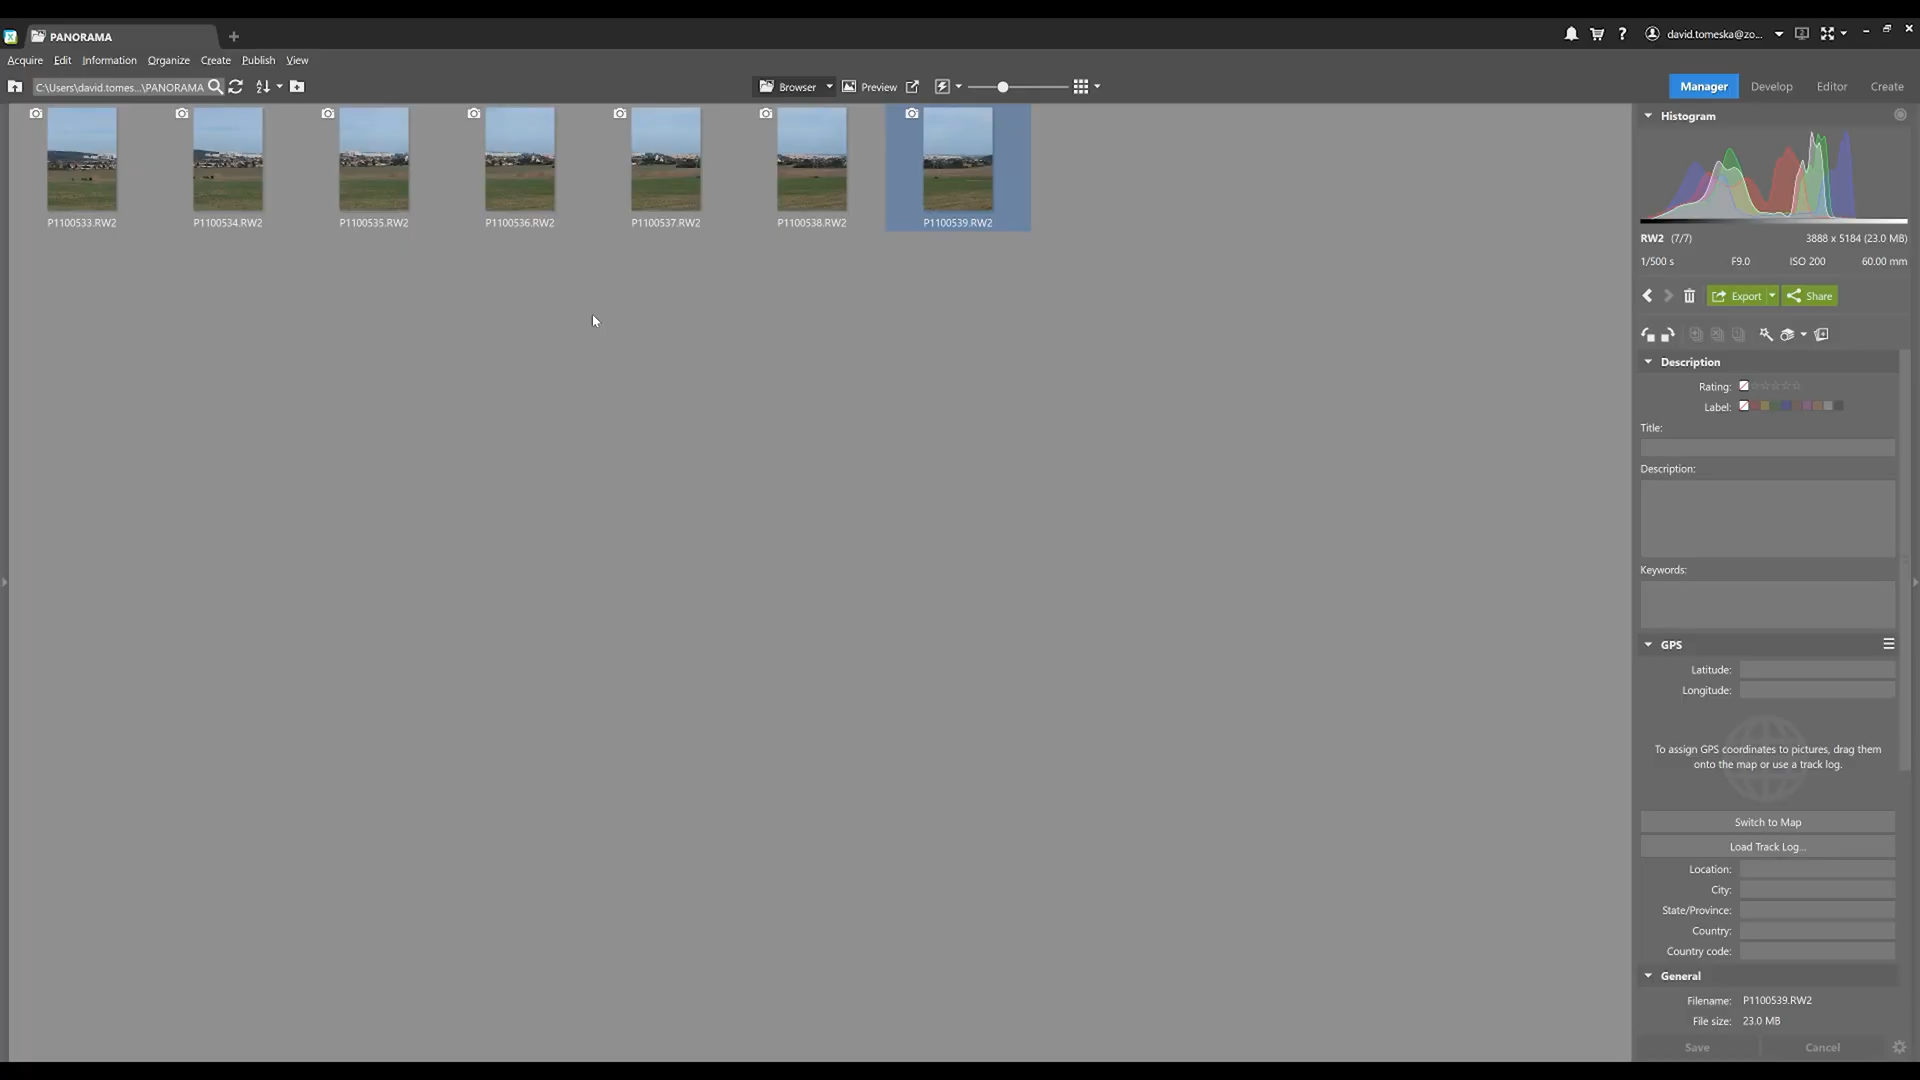 PANORAMA
david.tomeska@zo...
Acquire Edit Information Organize Create Publish View
C:\Users\david.tomes...\PANORAMA
Browser Preview
Manager Develop Editor Create
P1100533.RW2 P1100534.RW2 P1100535.RW2 P1100536.RW2 P1100537.RW2 P1100538.RW2 P1100539.RW2
Histogram
RW2 (7/7) 3888 x 5184 (23.0 MB)
1/500 s F9.0 ISO 200 60.00 mm
Export Share
Description
Rating:
Label:
Title:
Description:
Keywords:
GPS
Latitude:
Longitude:
To assign GPS coordinates to pictures, drag them
onto the map or use a track log.
Switch to Map
Load Track Log...
Location:
City:
State/Province:
Country:
Country code:
General
Filename: P1100539.RW2
File size: 23.0 MB
Save Cancel